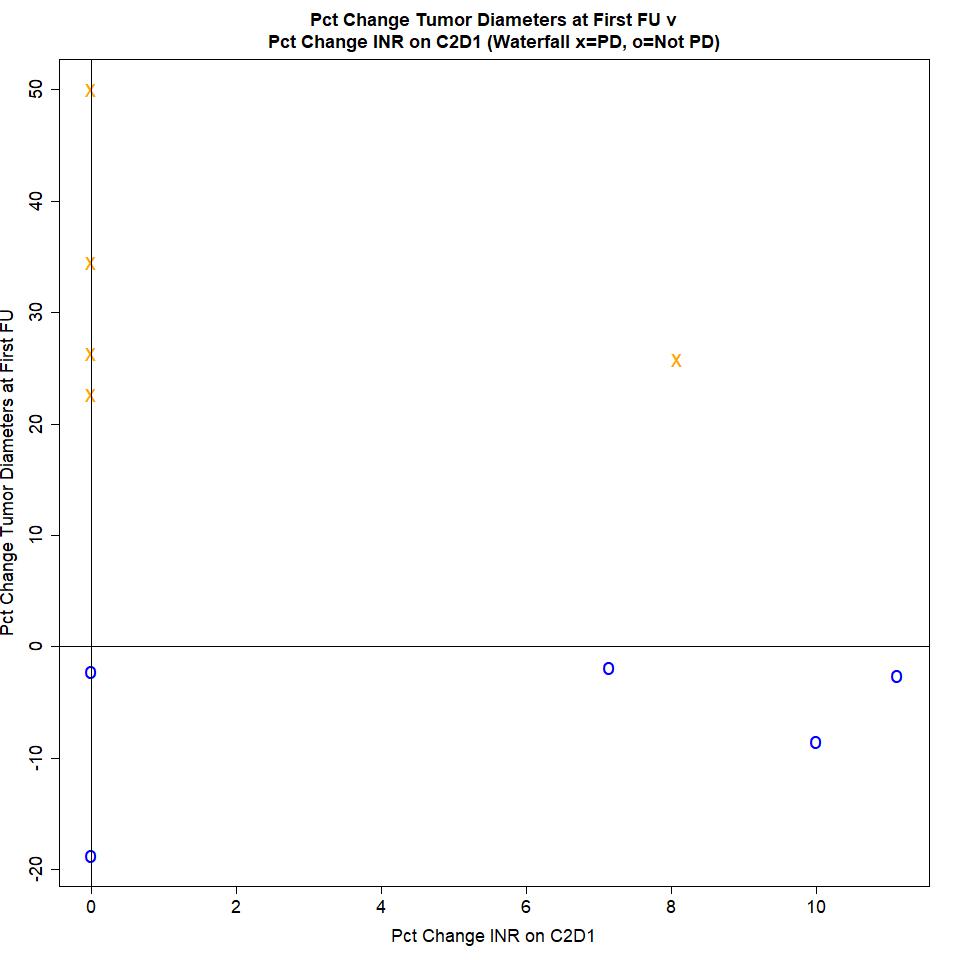 Pct Change Tumor Diameters at First FU v
Pct Change INR on C2D1 (Waterfall x=PD, o=Not PD)
Pct Change Tumor Diameters at First FU
50
40
30
20
10
0
-10
-20
X
X
X
X
X
O
O
O
O
O
0 2 4 6 8 10
Pct Change INR on C2D1